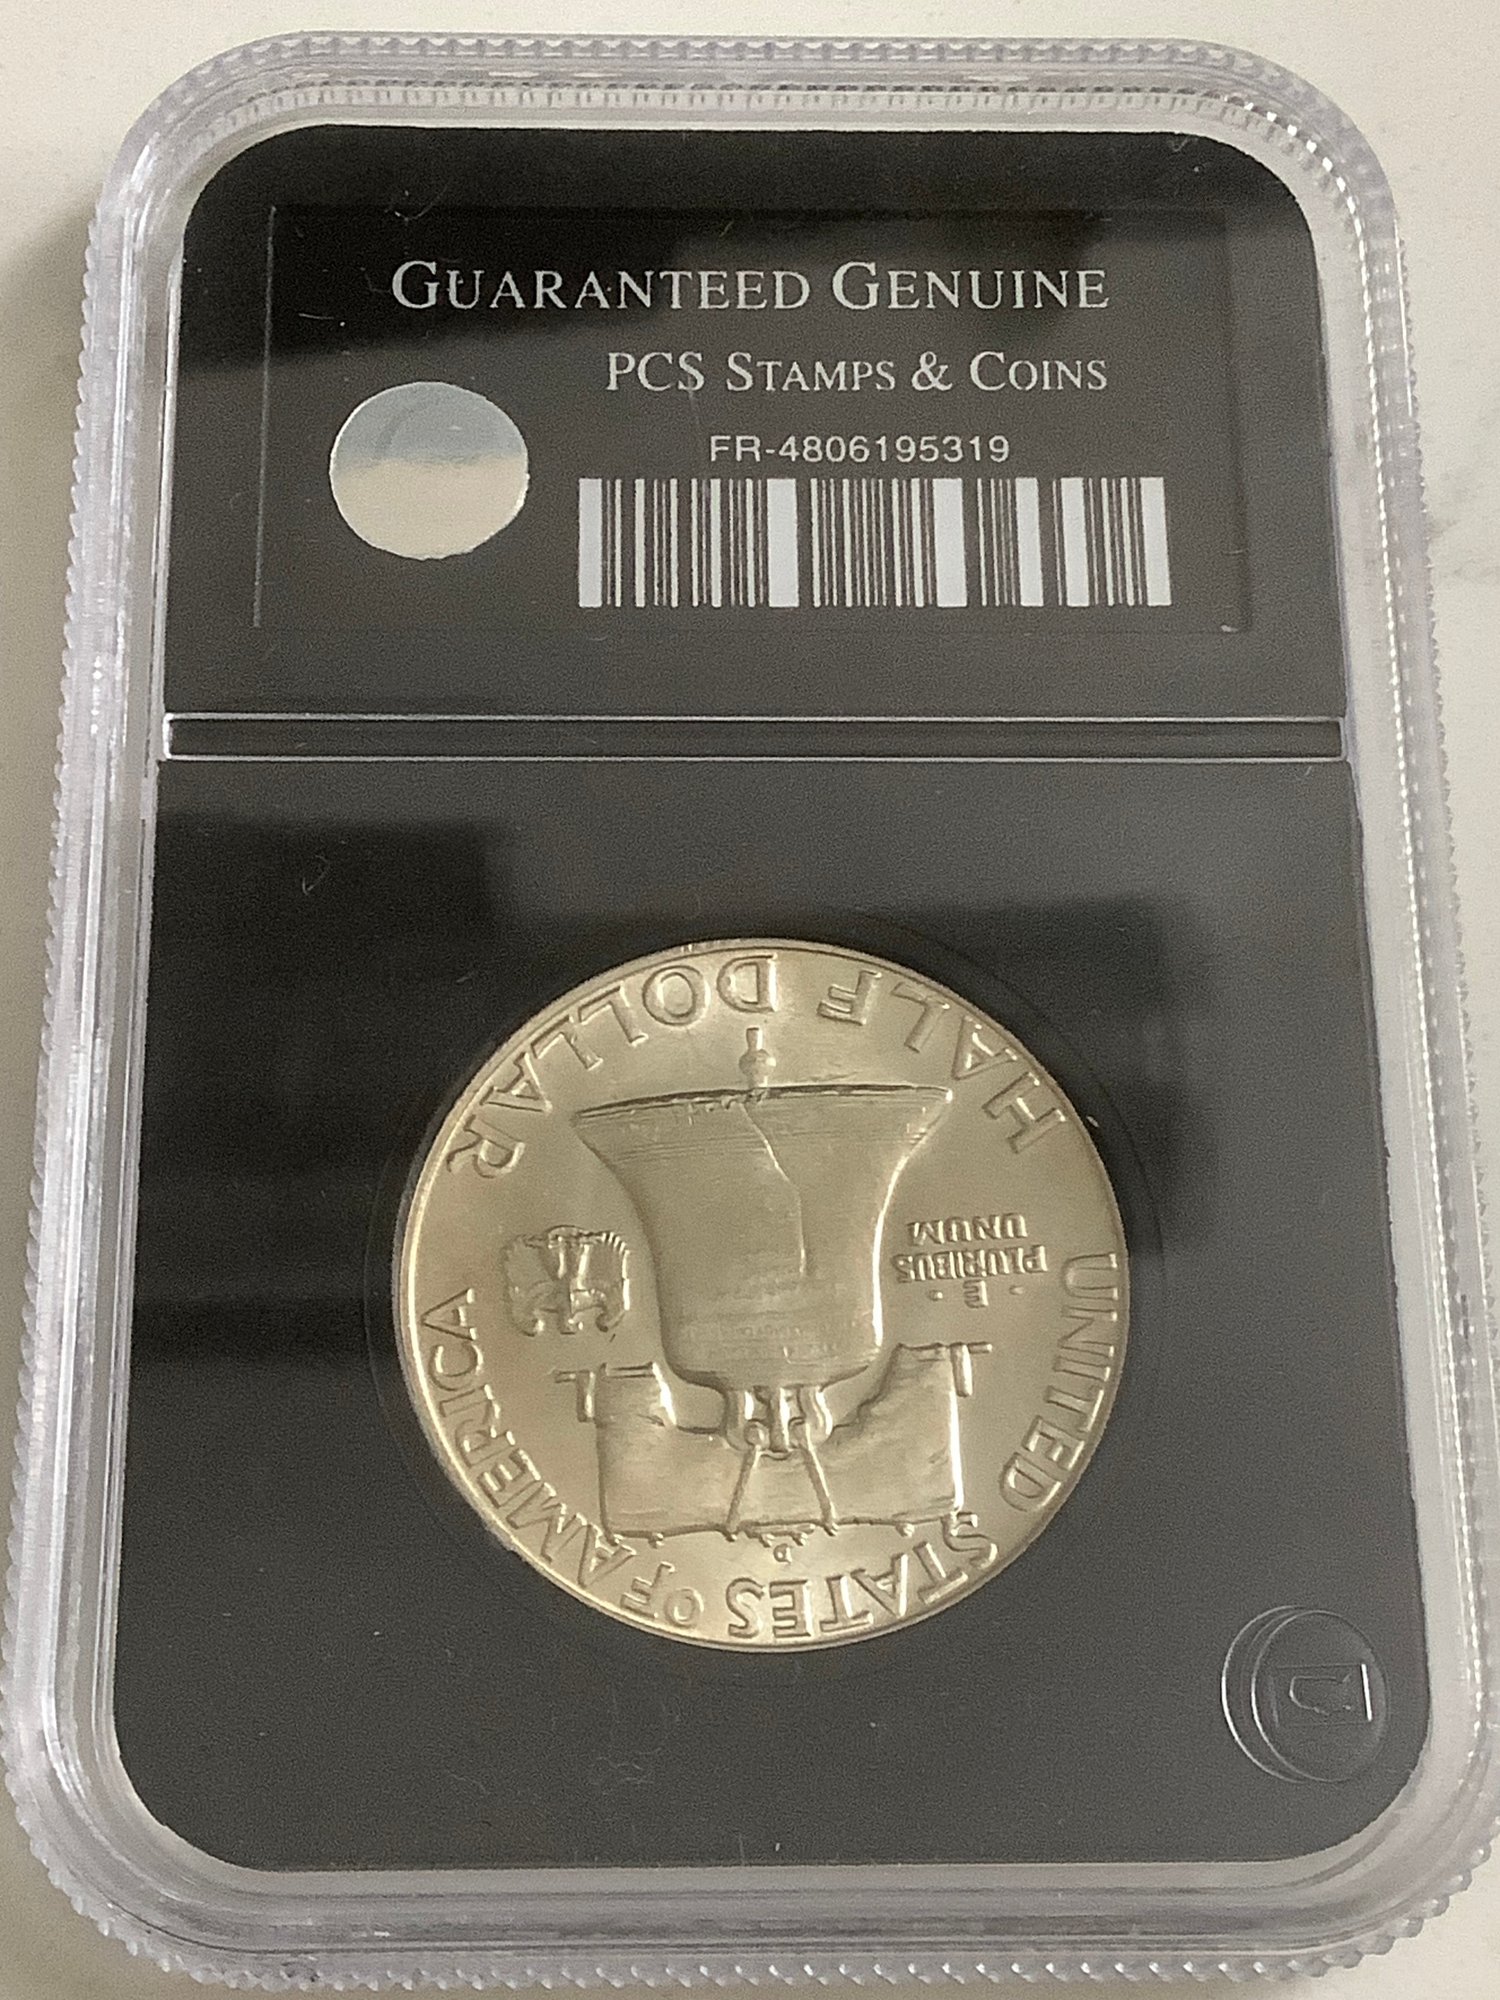 GUARANTEED GENUINE
PCS STAMPS & COINS
FR-4806195319
UNITED STATES OF AMERICA
E
PLURIBUS
UNUM
D
HALF DOLLAR